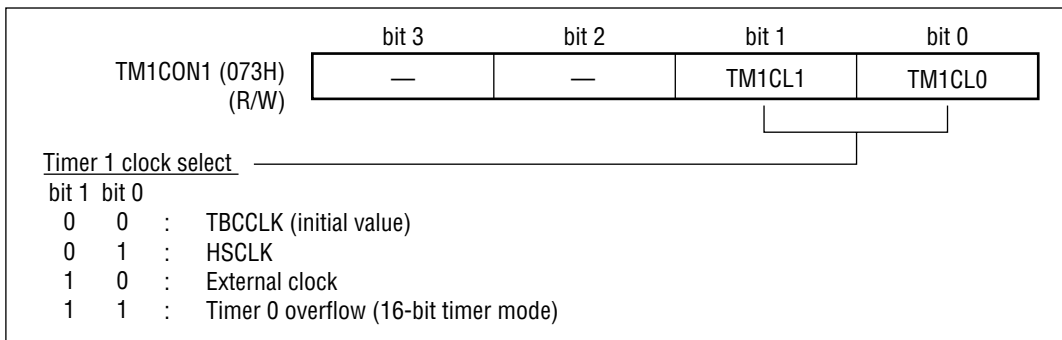 bit 3 bit 2 bit 1 bit 0
TM1CON1 (073H) — — TM1CL1 TM1CL0
(R/W)
Timer 1 clock select
bit 1 bit 0
0 0 : TBCCLK (initial value)
0 1 : HSCLK
1 0 : External clock
1 1 : Timer 0 overflow (16-bit timer mode)